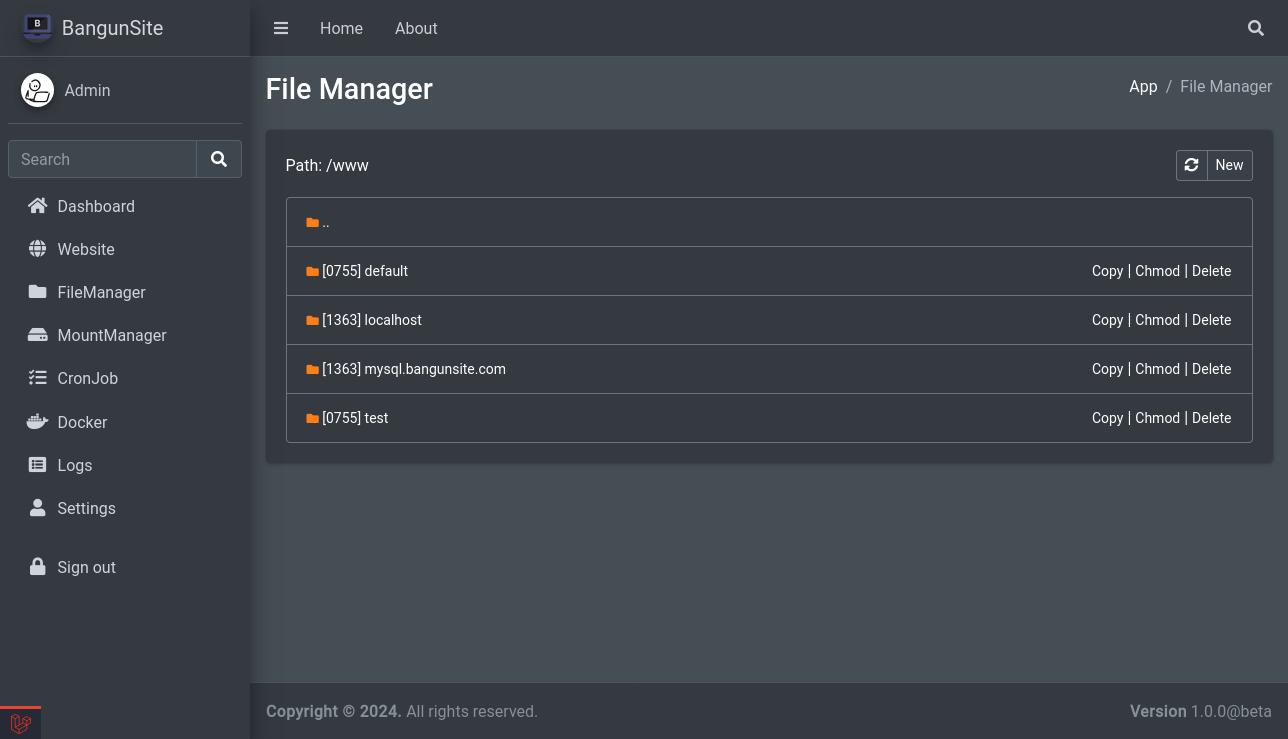 B BangunSite
Home About
Admin
Search
Dashboard
Website
FileManager
MountManager
CronJob
Docker
Logs
Settings
Sign out
File Manager
App / File Manager
Path: /www
New
..
[0755] default Copy | Chmod | Delete
[1363] localhost Copy | Chmod | Delete
[1363] mysql.bangunsite.com Copy | Chmod | Delete
[0755] test Copy | Chmod | Delete
Copyright © 2024. All rights reserved.
Version 1.0.0@beta